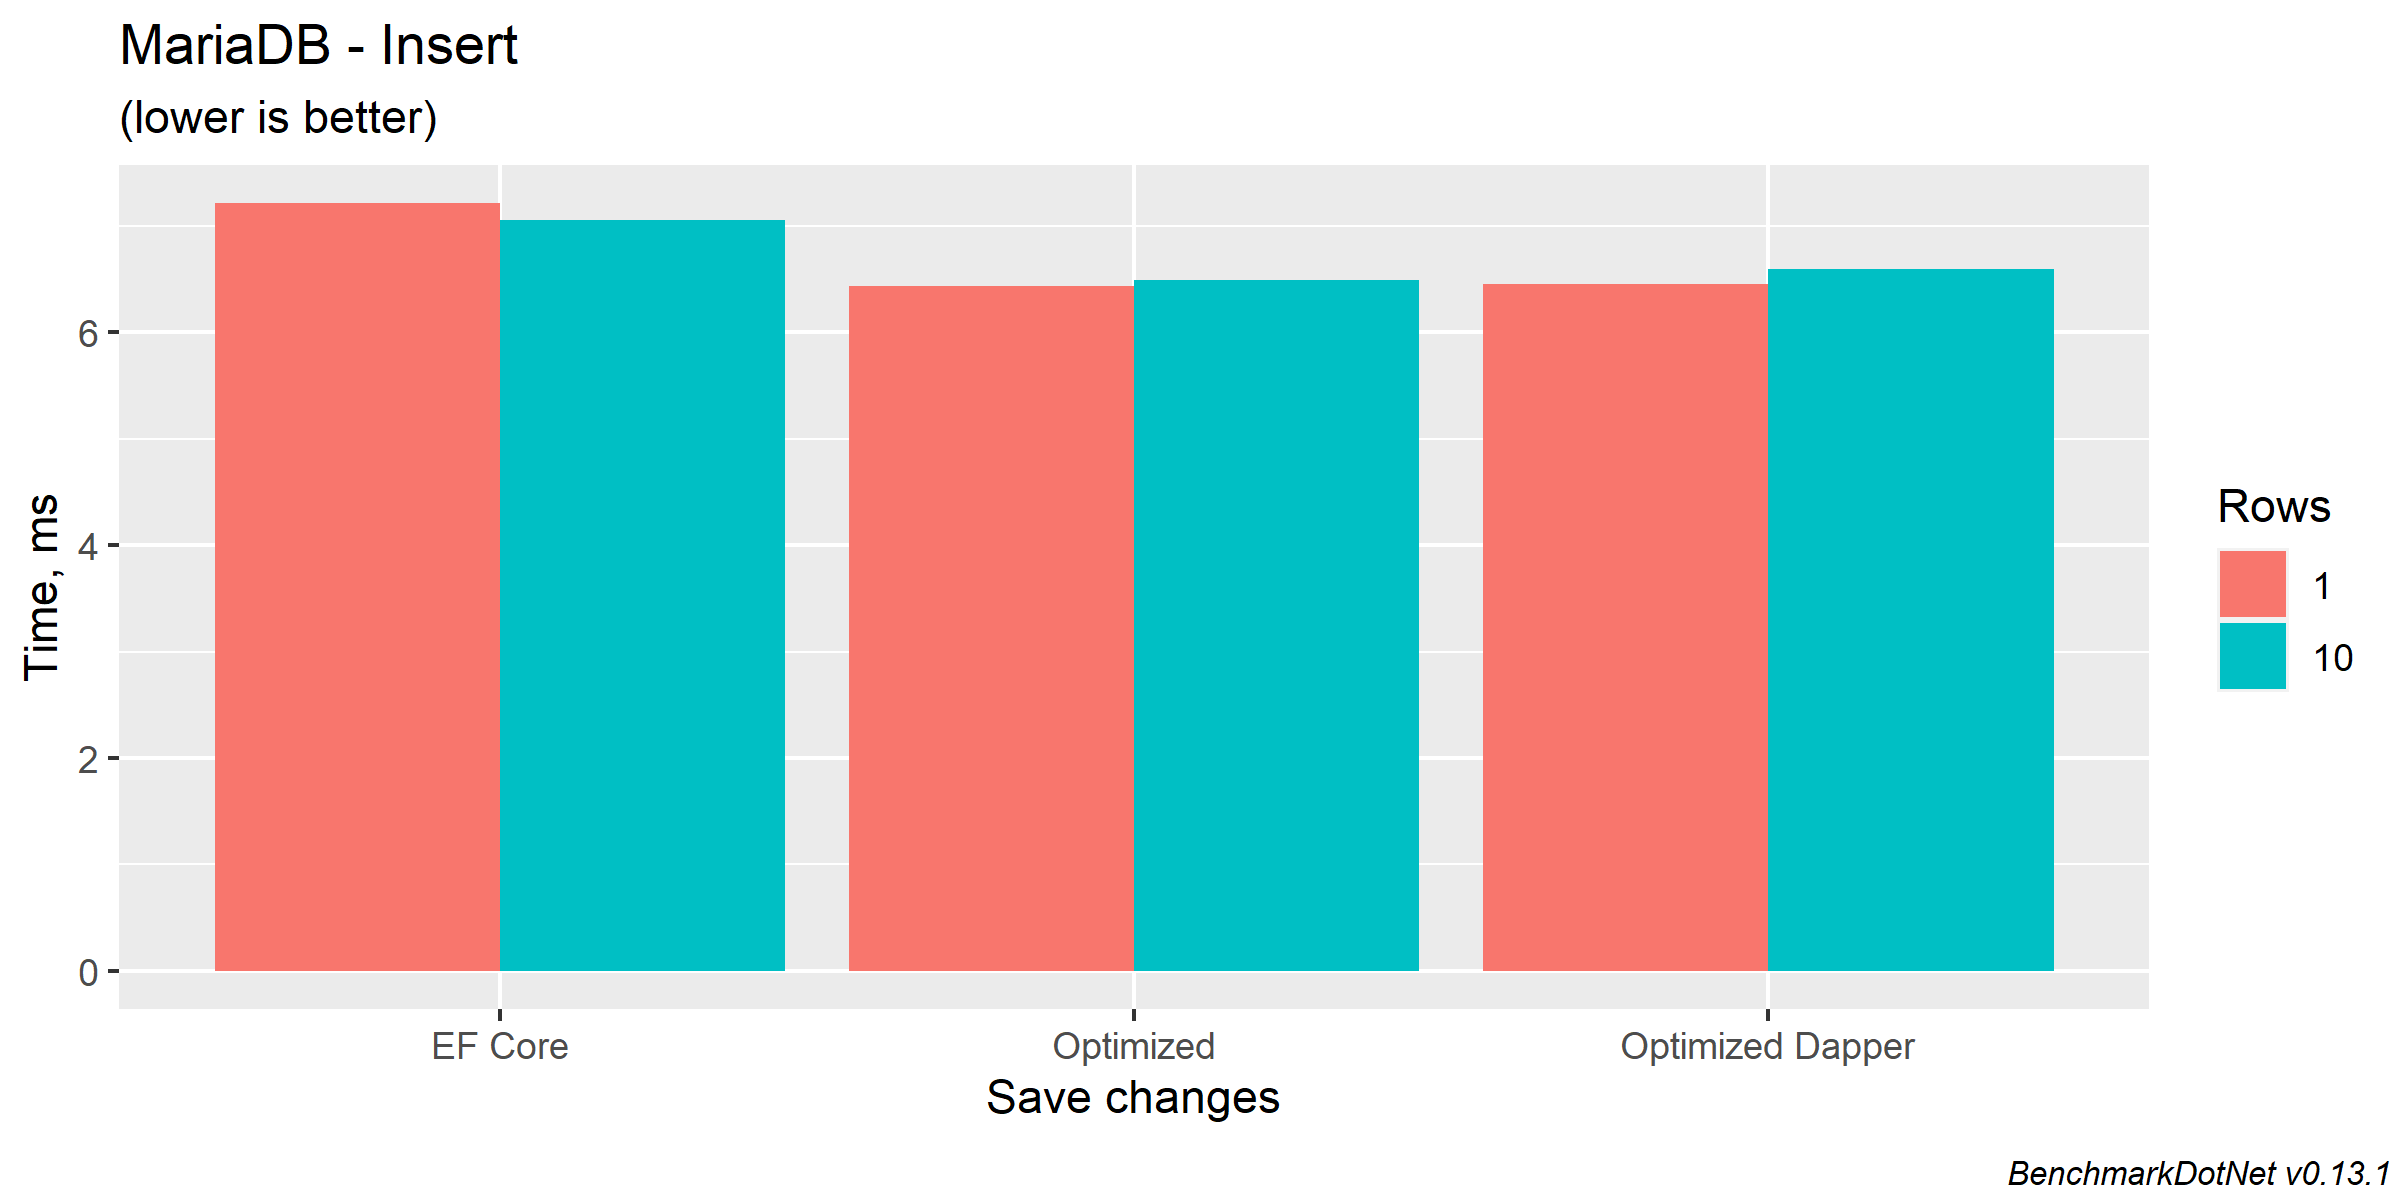 MariaDB - Insert
(lower is better)
Time, ms
6
4
2
0
EF Core
Optimized
Optimized Dapper
Save changes
Rows
1
10
BenchmarkDotNet v0.13.1